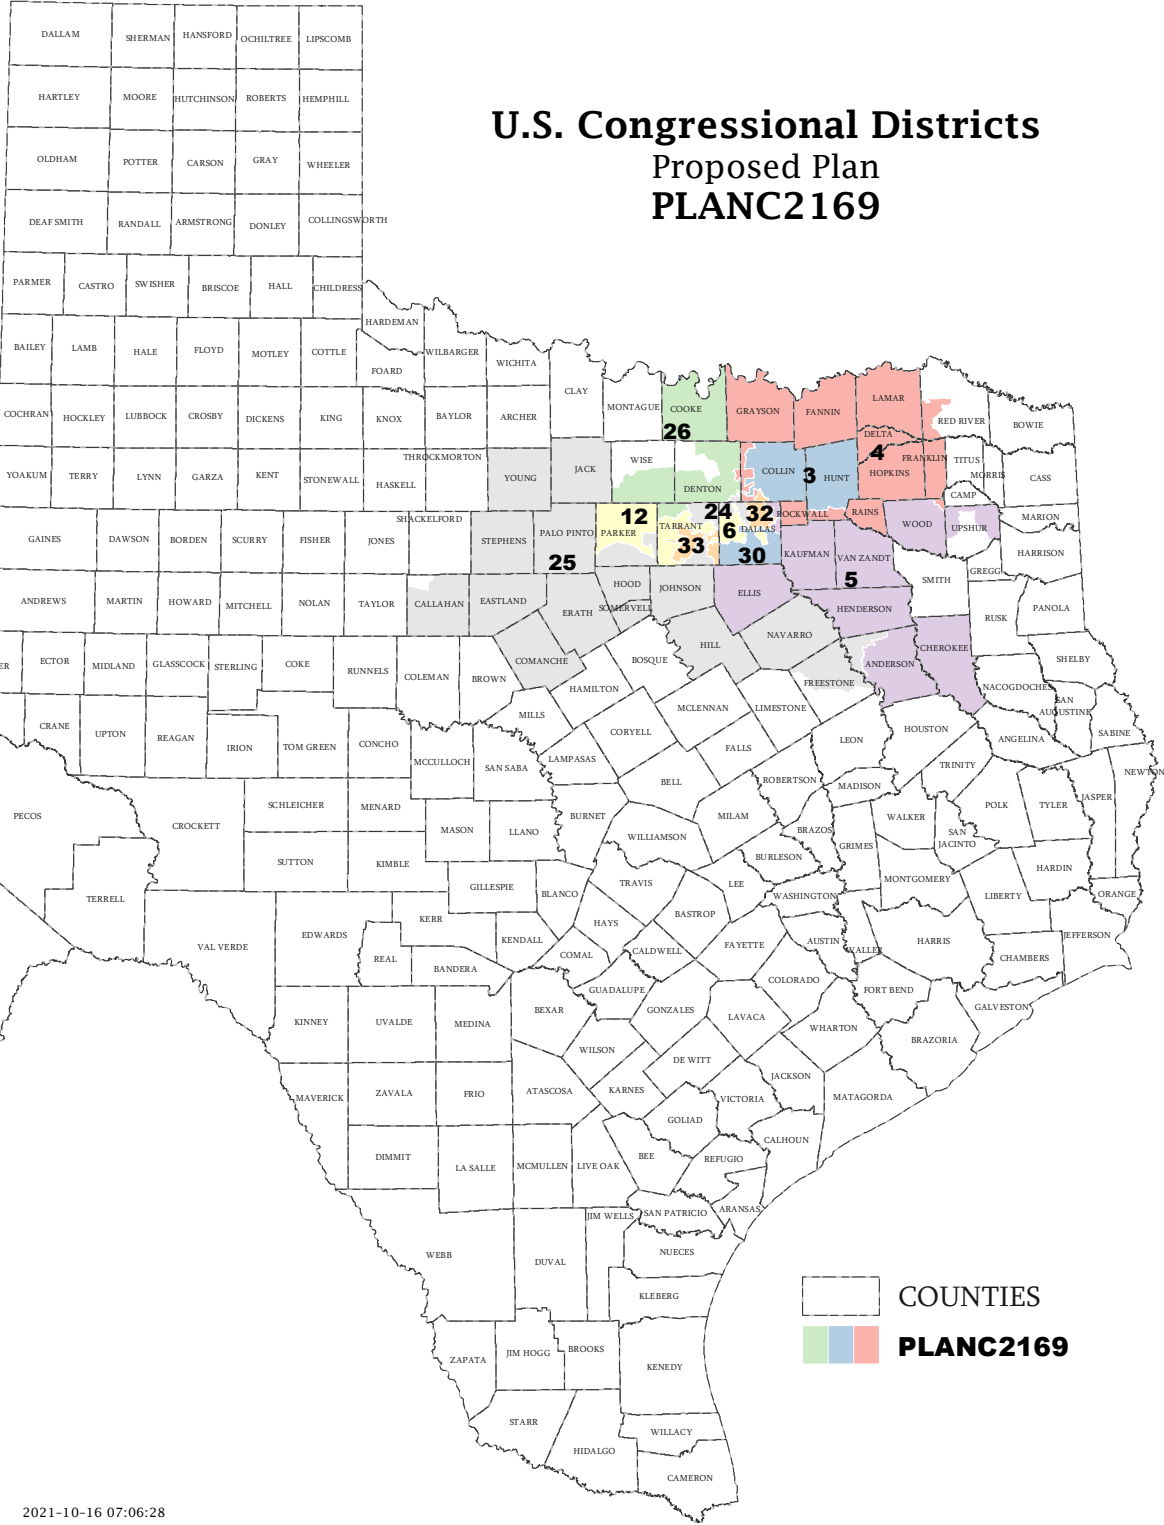 U.S. Congressional Districts
Proposed Plan
PLANC2169
DALLAM
SHERMAN
HANSFORD
OCHILTREE
LIPSCOMB
HARTLEY
MOORE
HUTCHINSON
ROBERTS
HEMPHILL
OLDHAM
POTTER
CARSON
GRAY
WHEELER
DEAF SMITH
RANDALL
ARMSTRONG
DONLEY
COLLINGSWORTH
PARMER
CASTRO
SWISHER
BRISCOE
HALL
CHILDRESS
HARDEMAN
BAILEY
LAMB
HALE
FLOYD
MOTLEY
COTTLE
FOARD
WILBARGER
WICHITA
CLAY
MONTAGUE
COOKE
26
GRAYSON
FANNIN
LAMAR
RED RIVER
BOWIE
COCHRAN
HOCKLEY
LUBBOCK
CROSBY
DICKENS
KING
KNOX
BAYLOR
ARCHER
DELTA
4
FRANKLIN
HOPKINS
TITUS
MORRIS
CASS
YOAKUM
TERRY
LYNN
GARZA
KENT
STONEWALL
HASKELL
THROCKMORTON
YOUNG
JACK
WISE
DENTON
COLLIN
3
HUNT
CAMP
SHACKELFORD
12
24
32
ROCKWALL
RAINS
WOOD
UPSHUR
MARION
GAINES
DAWSON
BORDEN
SCURRY
FISHER
JONES
STEPHENS
PALO PINTO
PARKER
TARRANT
33
6
DALLAS
30
25
KAUFMAN
VAN ZANDT
5
SMITH
GREGG
HARRISON
ANDREWS
MARTIN
HOWARD
MITCHELL
NOLAN
TAYLOR
CALLAHAN
EASTLAND
ERATH
HOOD
SOMERVELL
JOHNSON
ELLIS
HENDERSON
RUSK
PANOLA
ER
ECTOR
MIDLAND
GLASSCOCK
STERLING
COKE
RUNNELS
COLEMAN
BROWN
COMANCHE
BOSQUE
HILL
NAVARRO
FREESTONE
ANDERSON
CHEROKEE
SHELBY
NACOGDOCHES
SAN
AUGUSTINE
SABINE
HAMILTON
MILLS
MCLENNAN
LIMESTONE
CRANE
UPTON
REAGAN
IRION
TOM GREEN
CONCHO
MCCULLOCH
SAN SABA
LAMPASAS
CORYELL
FALLS
LEON
HOUSTON
ANGELINA
TRINITY
NEWTON
PECOS
CROCKETT
SCHLEICHER
MENARD
BELL
ROBERTSON
MADISON
POLK
TYLER
JASPER
MASON
LLANO
BURNET
WILLIAMSON
MILAM
BRAZOS
GRIMES
WALKER
SAN
JACINTO
SUTTON
KIMBLE
BURLESON
MONTGOMERY
HARDIN
LIBERTY
ORANGE
GILLESPIE
BLANCO
TRAVIS
LEE
WASHINGTON
TERRELL
VAL VERDE
EDWARDS
KERR
HAYS
BASTROP
FAYETTE
AUSTIN
WALLER
HARRIS
JEFFERSON
CHAMBERS
REAL
BANDERA
KENDALL
COMAL
CALDWELL
COLORADO
FORT BEND
GALVESTON
KINNEY
UVALDE
MEDINA
BEXAR
GUADALUPE
GONZALES
LAVACA
WHARTON
BRAZORIA
WILSON
DE WITT
MAVERICK
ZAVALA
FRIO
ATASCOSA
KARNES
VICTORIA
JACKSON
MATAGORDA
GOLIAD
CALHOUN
DIMMIT
LA SALLE
MCMULLEN
LIVE OAK
BEE
REFUGIO
WEBB
DUVAL
JIM WELLS
SAN PATRICIO
ARANSAS
NUECES
KLEBERG
ZAPATA
JIM HOGG
BROOKS
KENEDY
STARR
HIDALGO
WILLACY
CAMERON
COUNTIES
PLANC2169
2021-10-16 07:06:28